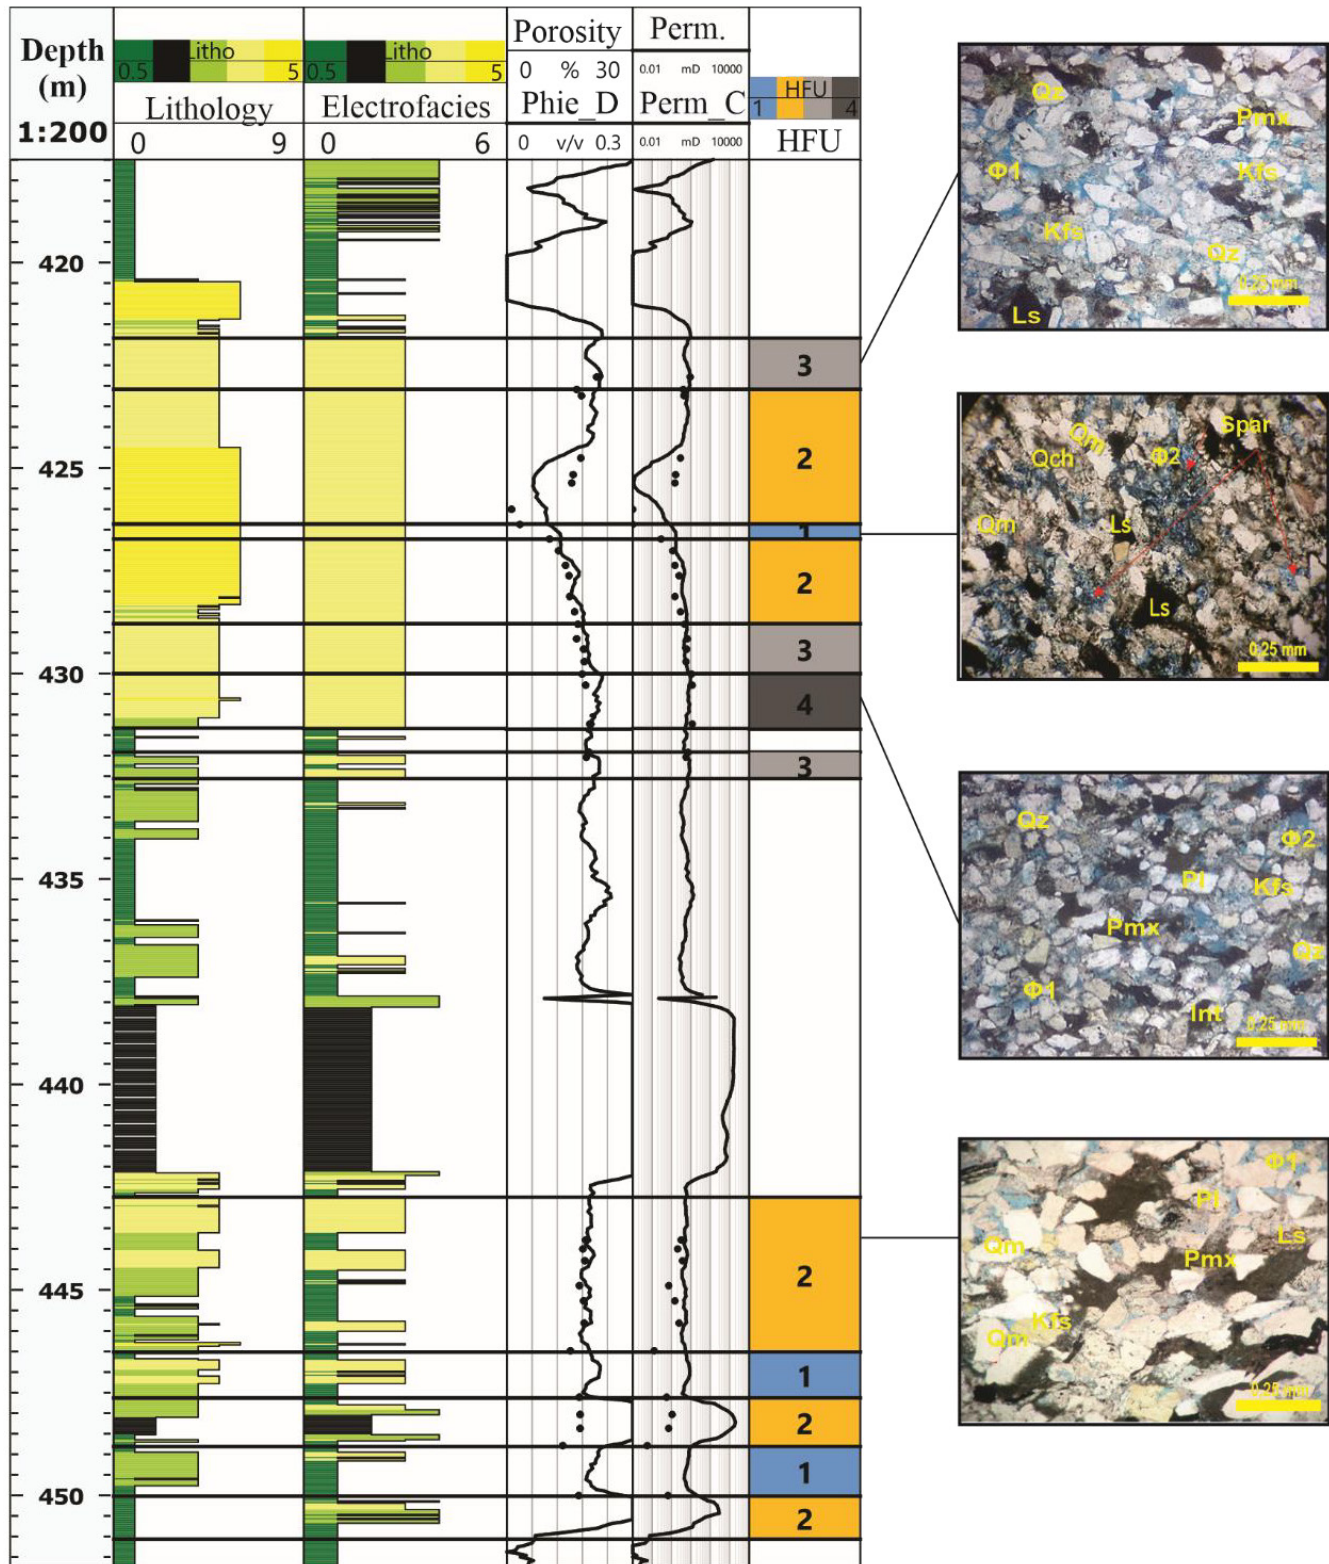 Depth
(m)
1:200
Litho
0.5 5
Lithology
0 9
Litho
0.5 5
Electrofacies
0 6
Porosity
0 % 30
Phie_D
0 v/v 0.3
Perm.
0.01 mD 10000
Perm_C
0.01 mD 10000
HFU
1 4
HFU
420
425
430
435
440
445
450
3
2
1
2
3
4
3
2
1
2
1
2
Qz
Pmx
Φ1
Kfs
Kfs
Qz
0.25 mm
Ls
Spar
Qm
Φ2
Qch
Qm
Ls
Ls
0.25 mm
Qz
Φ2
Pl
Kfs
Pmx
Qz
Φ1
Int
0.25 mm
Φ1
Pl
Ls
Qm
Pmx
Kfs
Qm
0.25 mm